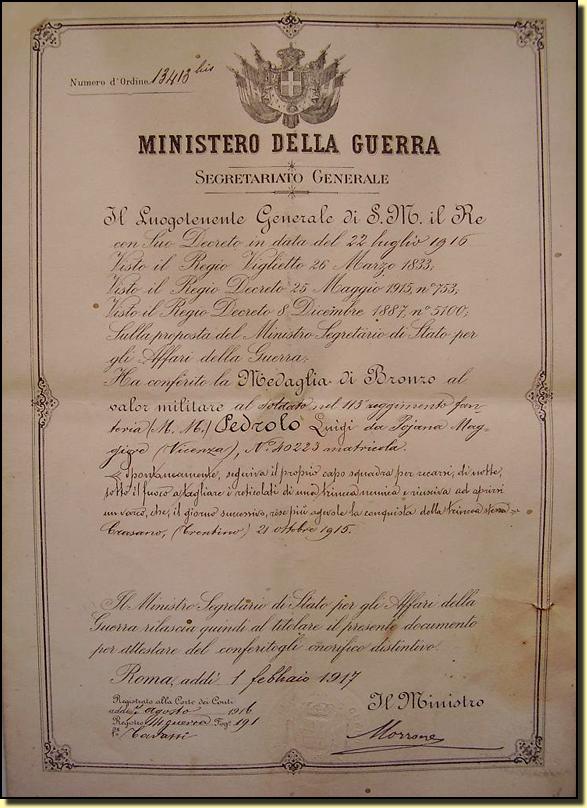 Numero d'Ordine 13413 bis
MINISTERO DELLA GUERRA
SEGRETARIATO GENERALE
Il Luogotenente Generale di S.M. il Re
con Suo Decreto in data del 22 luglio 1916
Visto il Regio Viglietto 26 Marzo 1833;
Visto il Regio Decreto 25 Maggio 1915, n° 753;
Visto il Regio Decreto 8 Dicembre 1887, n° 5100;
Sulla proposta del Ministro Segretario di Stato per
gli Affari della Guerra;
Ha conferito la Medaglia di Bronzo al
valor militare al soldato nel 113° reggimento fan-
teria (M. M.) Pedrolo Luigi da Pojana Mag-
giore (Vicenza), N.° 40223 matricola.
Spontaneamente, seguiva il proprio capo squadra per recarsi, di notte,
sotto il fuoco a tagliare i reticolati di una trincea nemica e riusciva ad aprirvi
un varco, che, il giorno successivo, rese più agevole la conquista della trincea stessa
(Trentino) 21 ottobre 1915.
Il Ministro Segretario di Stato per gli Affari della
Guerra rilascia quindi al titolare il presente documento
per attestare del conferitogli onorifico distintivo.
Roma, addì 1 febbraio 1917
Registrato alla Corte dei Conti
addì agosto 1916
Registro 14 guerra Fog° 191
Il Ministro
Morrone